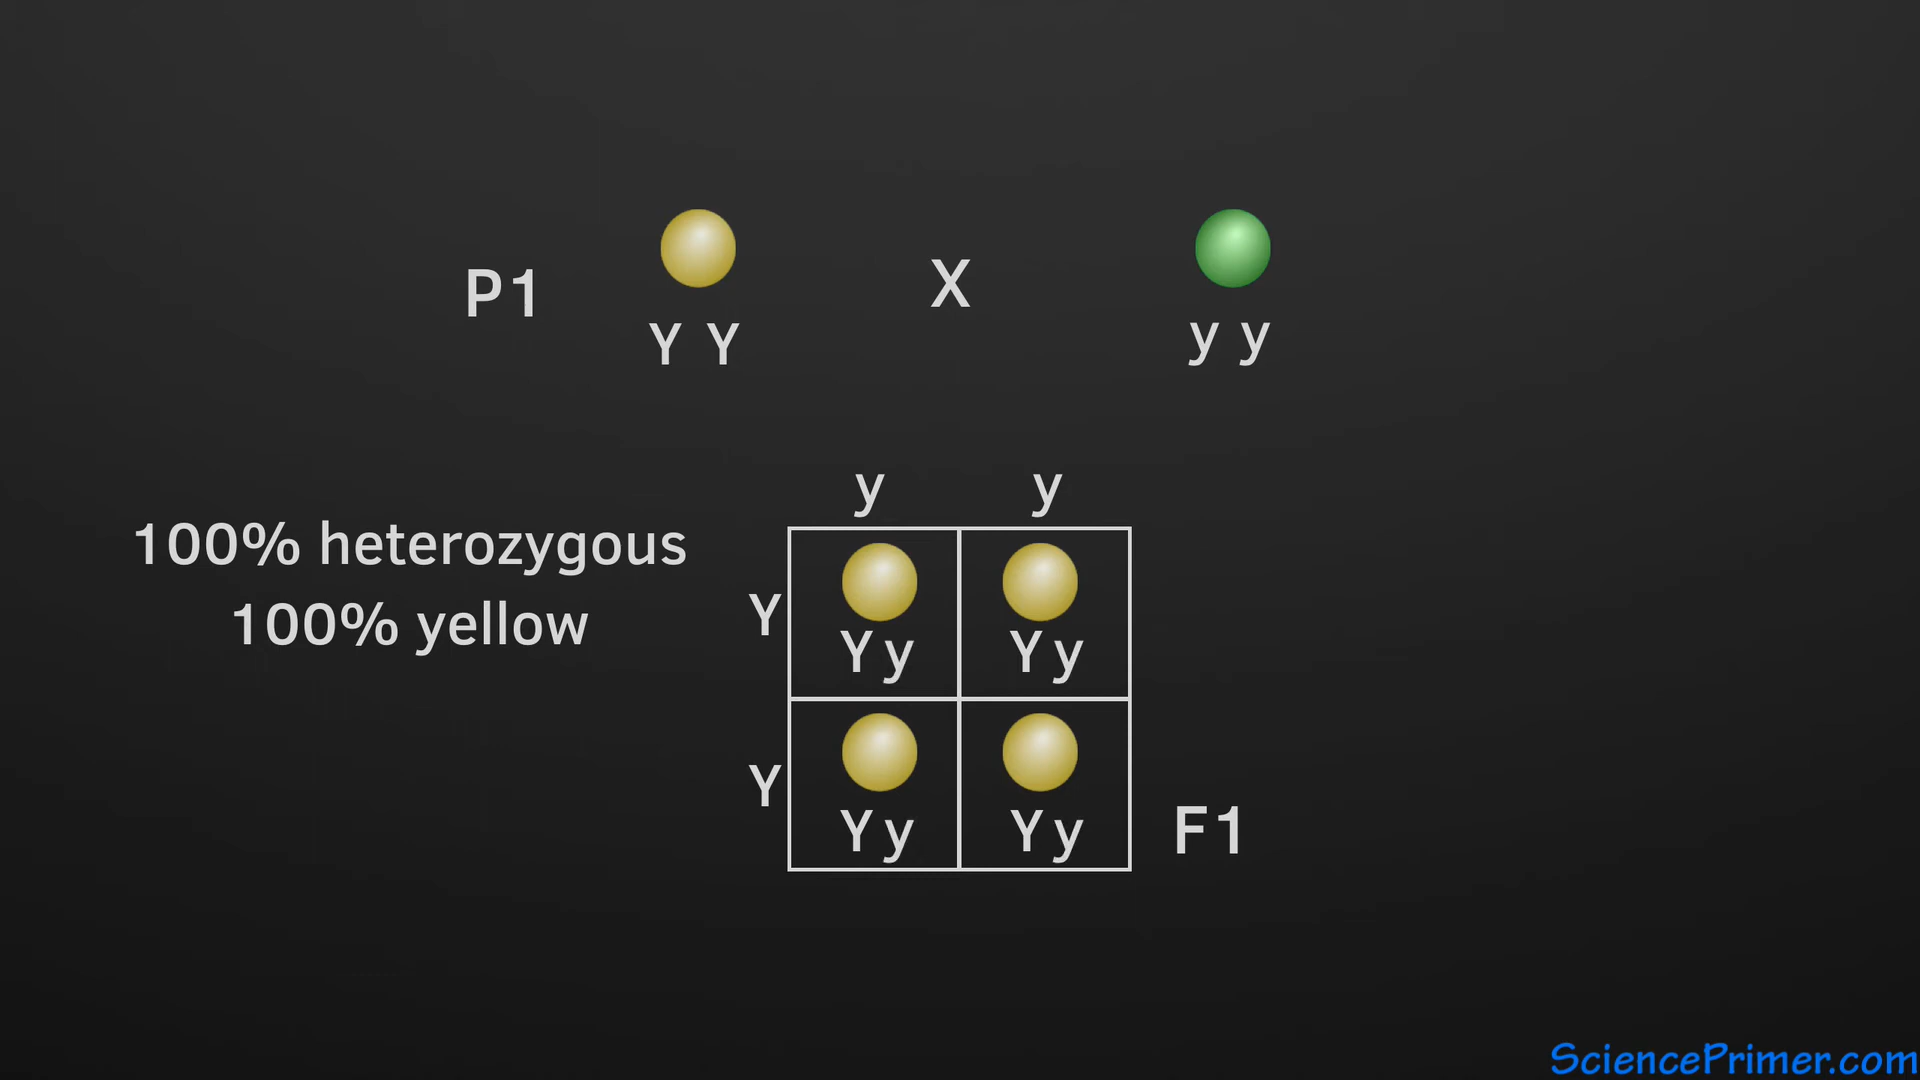 P1
X
Y Y
y y
y y
100% heterozygous
100% yellow
Y
Yy Yy
Y
Yy Yy
F1
SciencePrimer.com